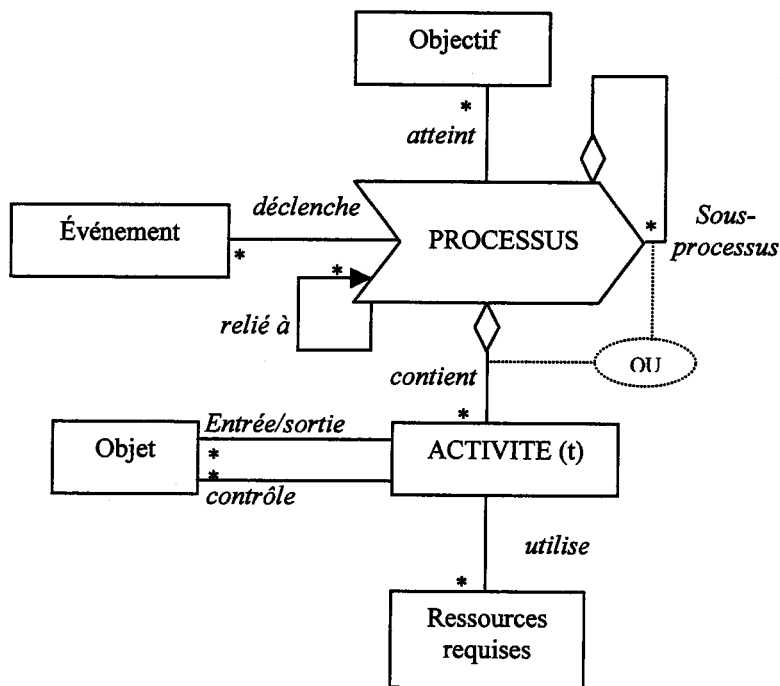 Objectif
*
atteint
déclenche
Événement
*
PROCESSUS
*
Sous-
processus
*
relié à
OU
contient
*
Entrée/sortie
Objet
*
*
contrôle
ACTIVITE (t)
utilise
*
Ressources
requises